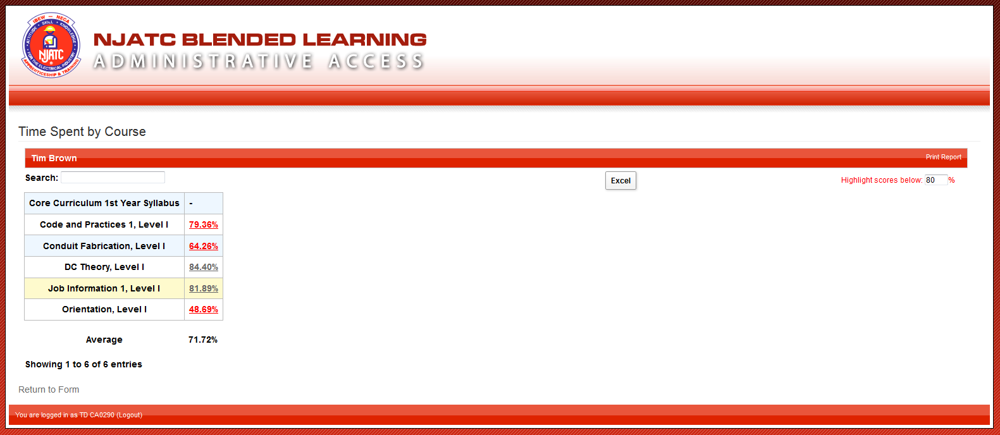 IBEW – NECA
ATTITUDE • SKILL • KNOWLEDGE
NJATC
FOR THE ELECTRICAL INDUSTRY
APPRENTICESHIP & TRAINING
NJATC BLENDED LEARNING
ADMINISTRATIVE ACCESS
Time Spent by Course
Tim Brown Print Report
Search: Excel Highlight scores below: 80 %
Core Curriculum 1st Year Syllabus -
Code and Practices 1, Level I 79.36%
Conduit Fabrication, Level I 64.26%
DC Theory, Level I 84.40%
Job Information 1, Level I 81.89%
Orientation, Level I 48.69%
Average 71.72%
Showing 1 to 6 of 6 entries
Return to Form
You are logged in as TD CA0290 (Logout)